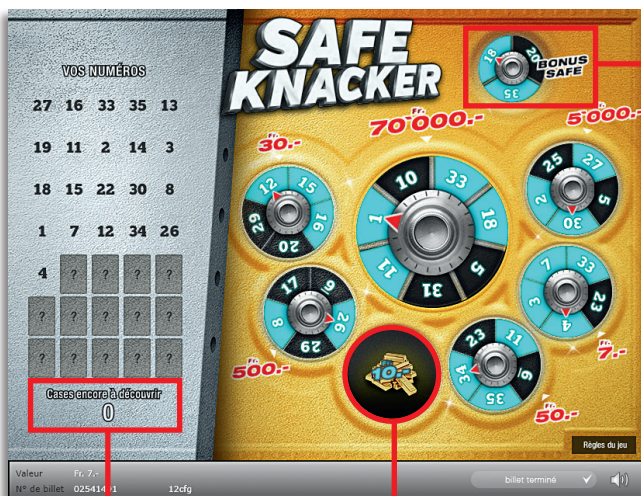 SAFE
KNACKER
VOS NUMÉROS
27 16 33 35 13
19 11 2 14 3
18 15 22 30 8
1 7 12 34 26
4 ? ? ? ?
? ? ? ? ?
? ? ? ? ?
Cases encore à découvrir
0
18 20 35
BONUS
SAFE
Fr.
30.-
12 15 16 20 29
Fr.
70'000.-
10 33 18 5 31 11 1
Fr.
5'000.-
25 27 5 30 2
17 9 26 29 8
Fr.
500.-
7 33 23 4 3
Fr.
7.-
23 11 9 35 34
Fr.
50.-
Fr.
10.-
Règles du jeu
Valeur Fr. 7.-
N° de billet 02541491 12cfg
billet terminé